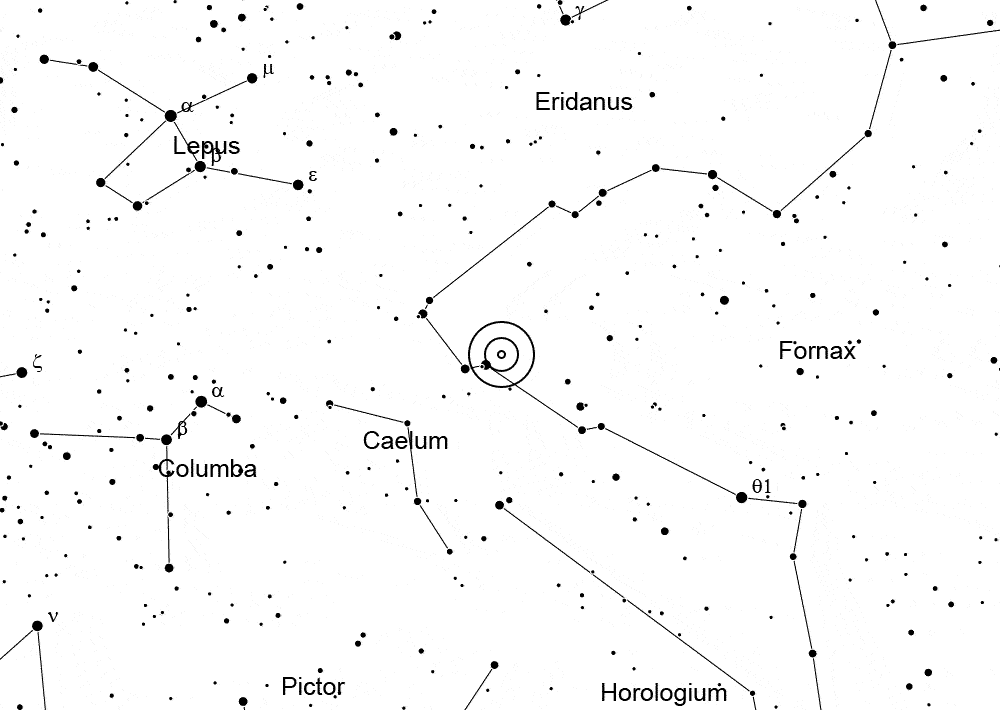 γ
μ
Eridanus
α
Lepus
β
ε
Fornax
ζ
α
β
Caelum
Columba
θ1
ν
Pictor
Horologium